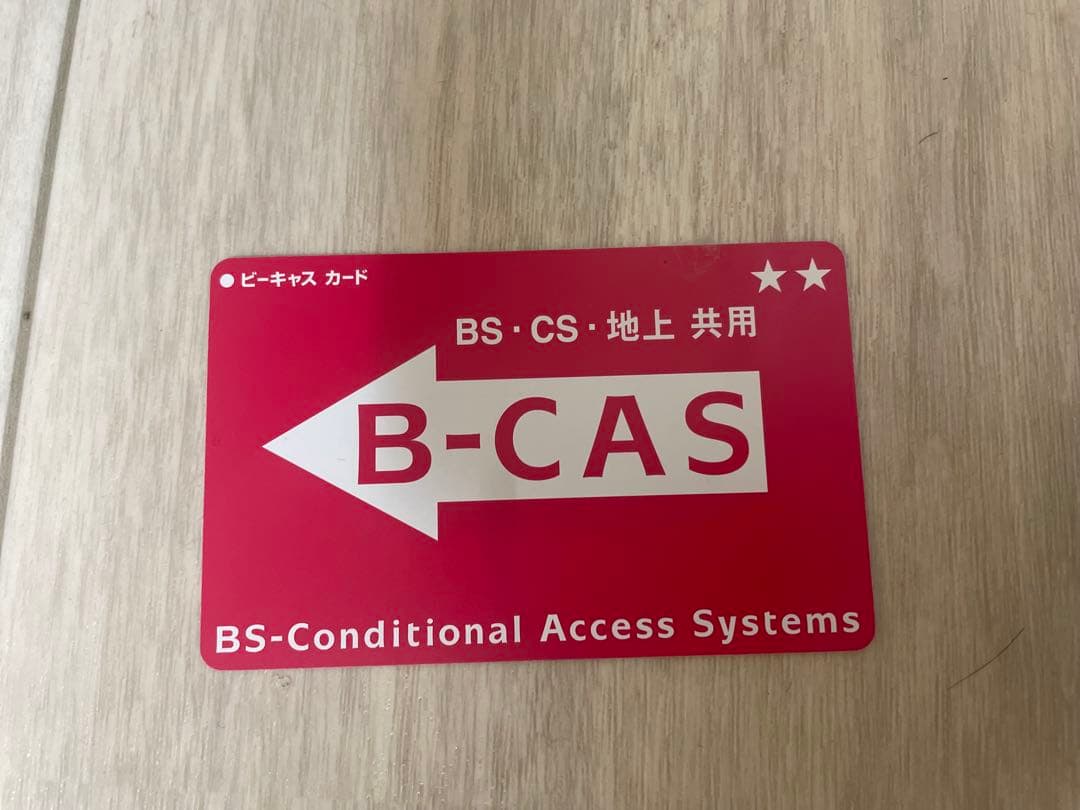 ●ビーキャス カード
★★
BS・CS・地上 共用
B-CAS
BS-Conditional Access Systems